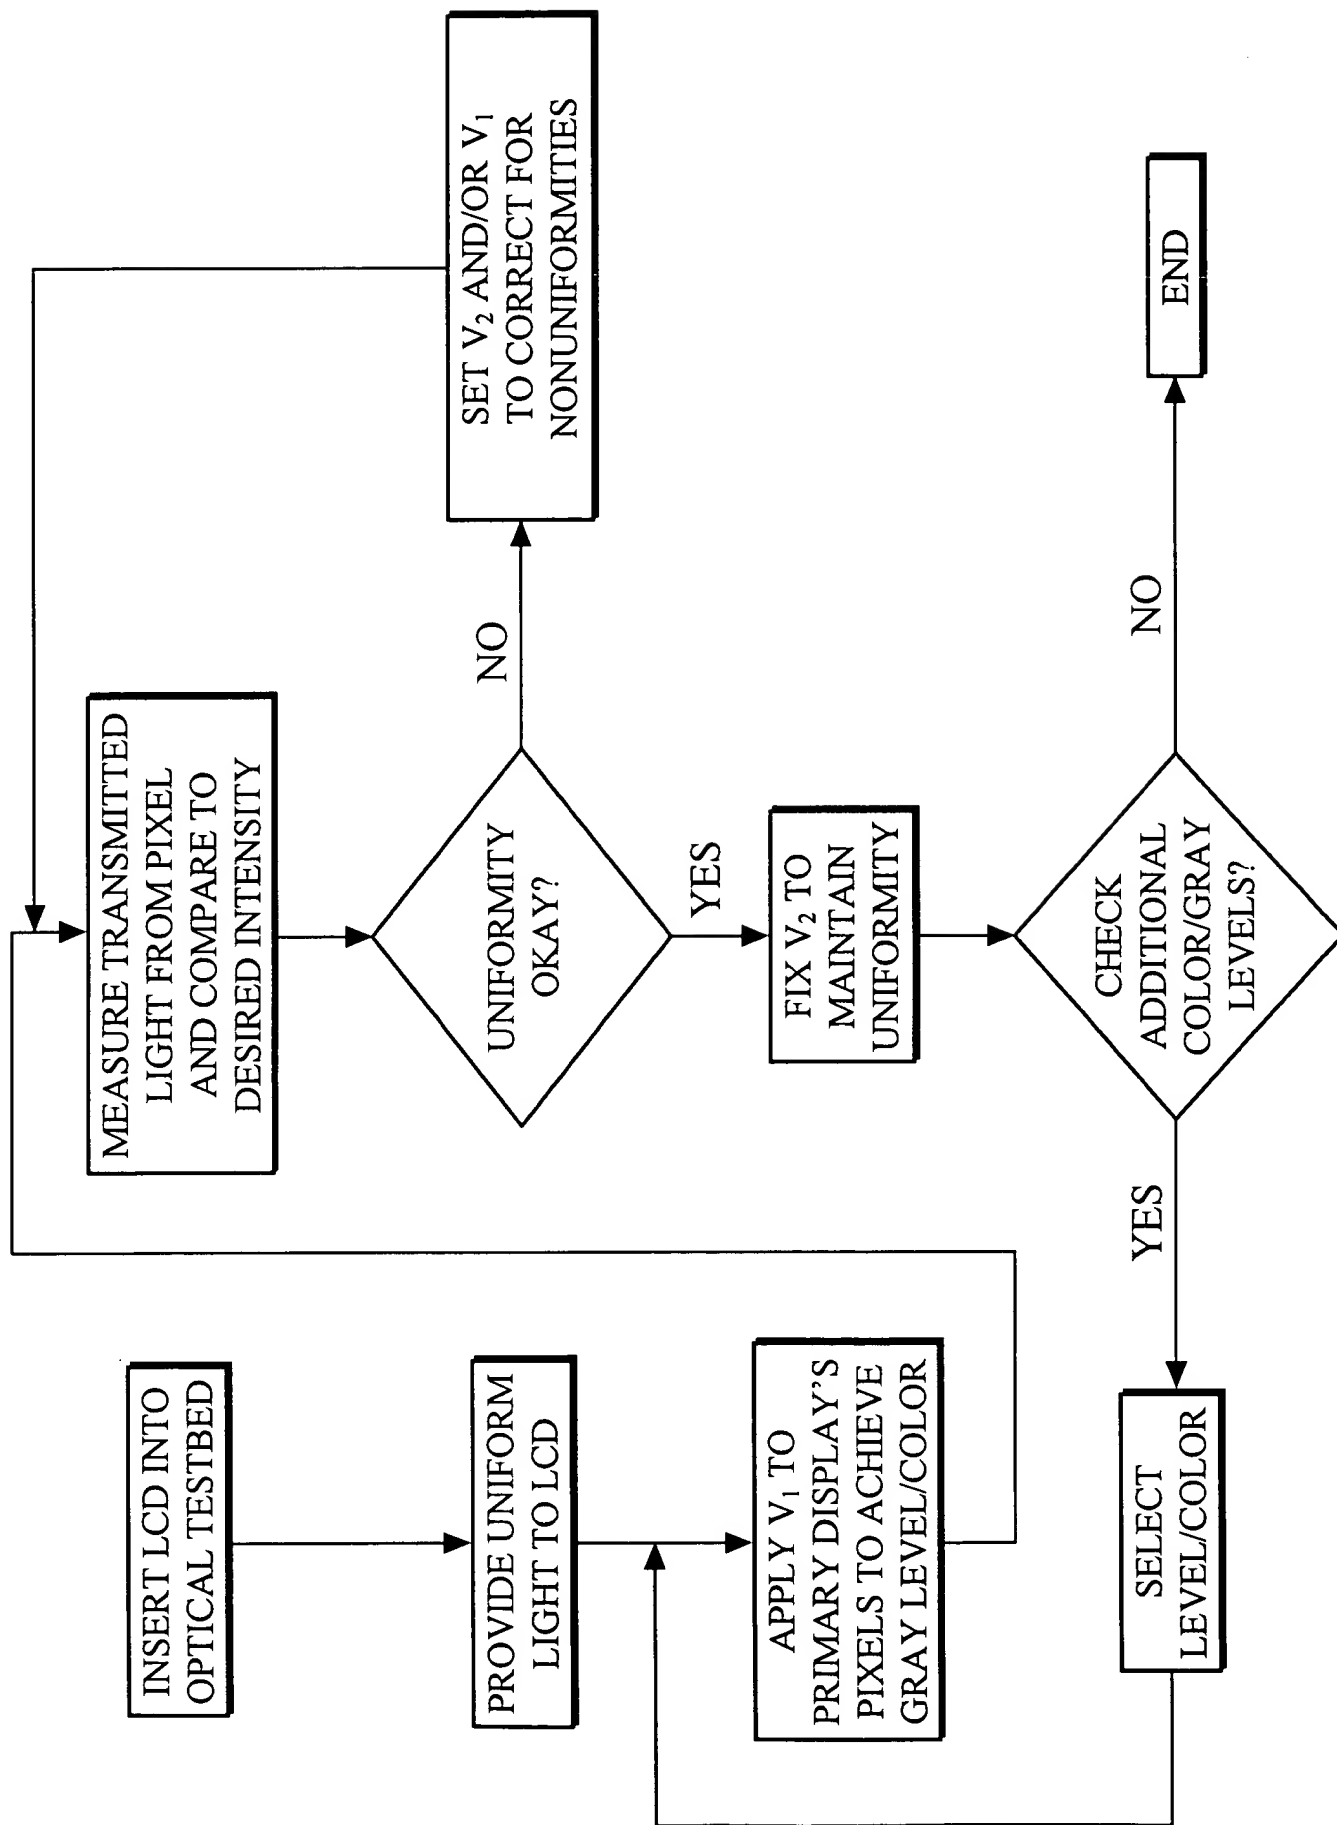 INSERT LCD INTO
OPTICAL TESTBED
PROVIDE UNIFORM
LIGHT TO LCD
APPLY V₁ TO
PRIMARY DISPLAY'S
PIXELS TO ACHIEVE
GRAY LEVEL/COLOR
MEASURE TRANSMITTED
LIGHT FROM PIXEL
AND COMPARE TO
DESIRED INTENSITY
UNIFORMITY
OKAY?
NO
SET V₂ AND/OR V₁
TO CORRECT FOR
NONUNIFORMITIES
YES
FIX V₂ TO
MAINTAIN
UNIFORMITY
CHECK
ADDITIONAL
COLOR/GRAY
LEVELS?
YES
SELECT
LEVEL/COLOR
NO
END